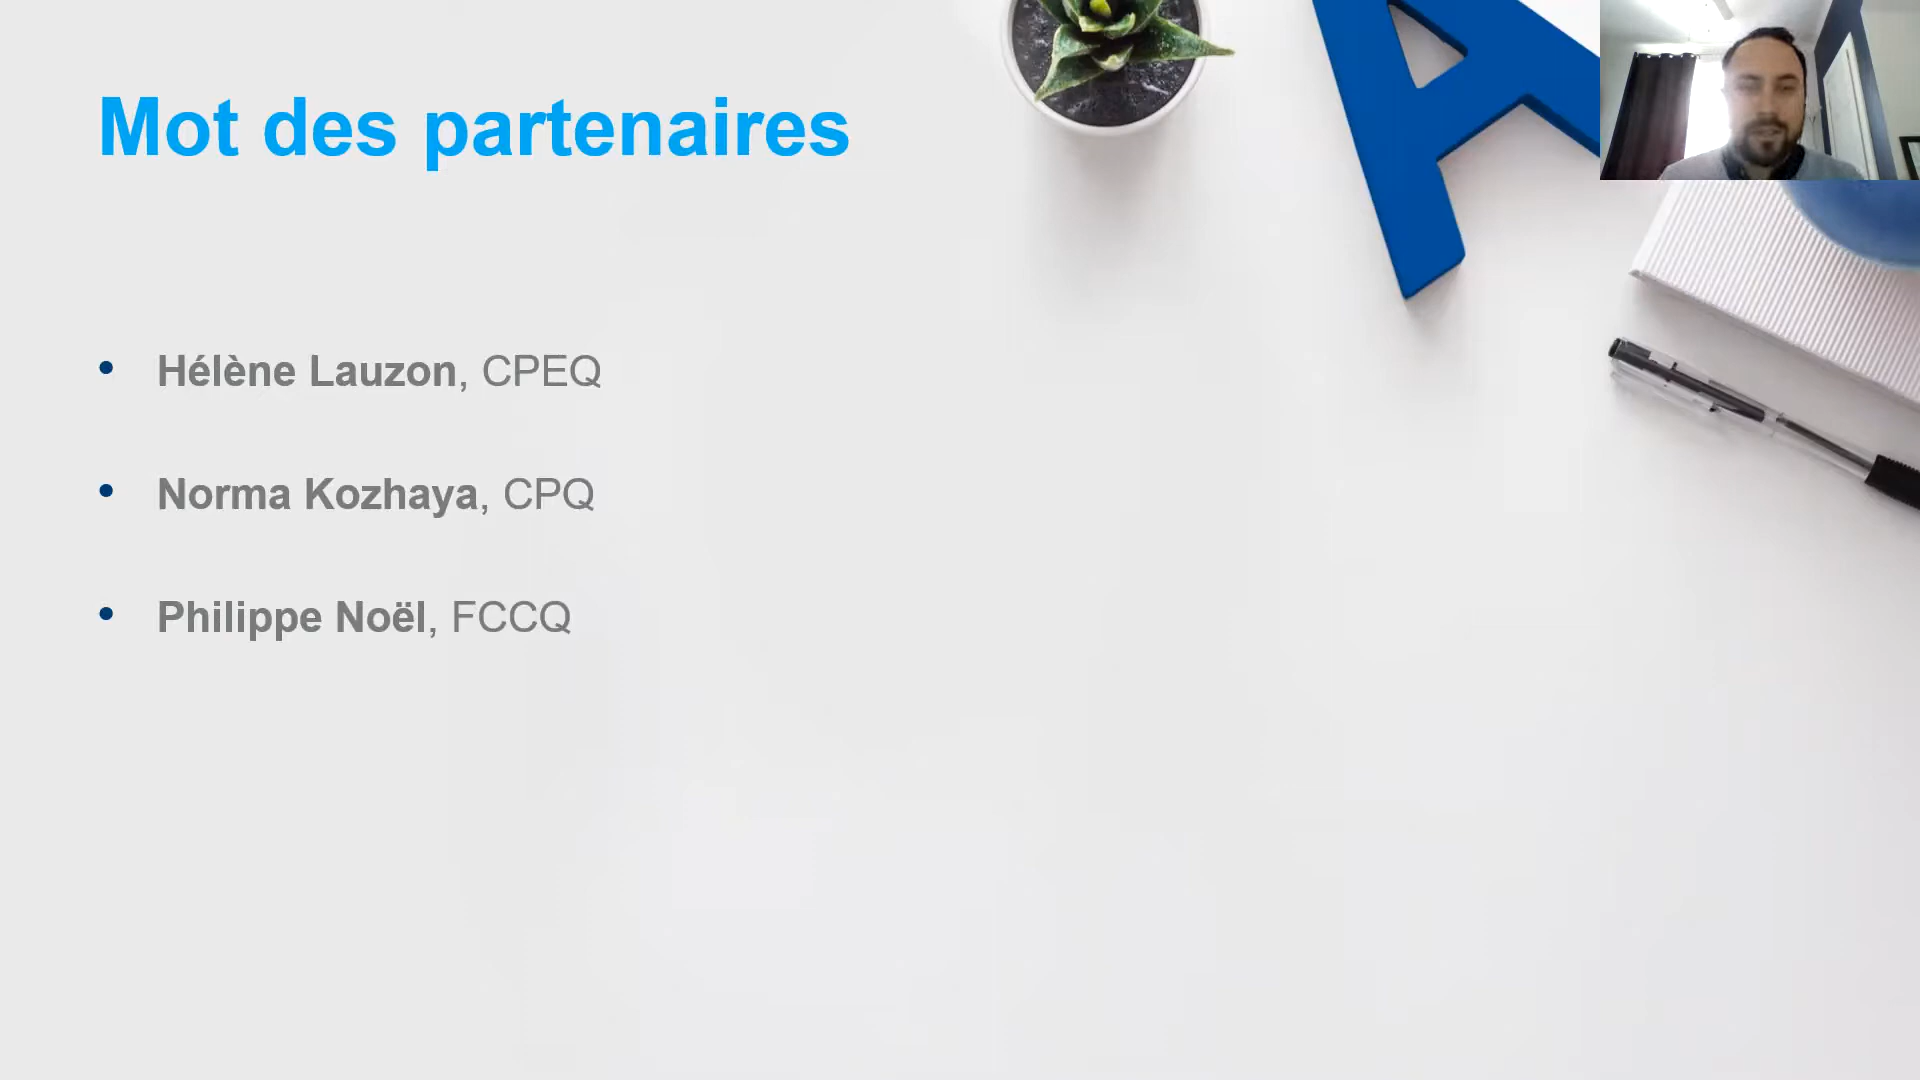 Mot des partenaires
• Hélène Lauzon, CPEQ
• Norma Kozhaya, CPQ
• Philippe Noël, FCCQ